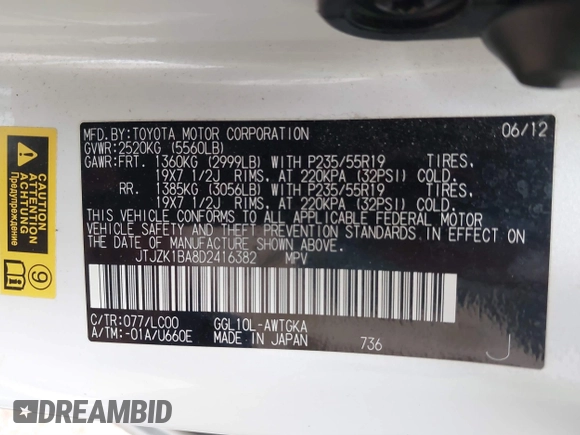 MFD.BY:TOYOTA MOTOR CORPORATION 06/12
GVWR:2520KG (5560LB)
GAWR:FRT. 1360KG (2999LB) WITH P235/55R19 TIRES.
19X7 1/2J RIMS. AT 220KPA (32PSI) COLD.
RR. 1385KG (3056LB) WITH P235/55R19 TIRES.
19X7 1/2J RIMS. AT 220KPA (32PSI) COLD.
THIS VEHICLE CONFORMS TO ALL APPLICABLE FEDERAL MOTOR
VEHICLE SAFETY AND THEFT PREVENTION STANDARDS IN EFFECT ON
THE DATE OF MANUFACTURE SHOWN ABOVE.
JTJZK1BA8D2416382 MPV
C/TR:077/LC00 GGL10L-AWTGKA
A/TM:-01A/U660E MADE IN JAPAN 736 J
CAUTION
ATTENTION
Предупреждение
9
DREAMBID